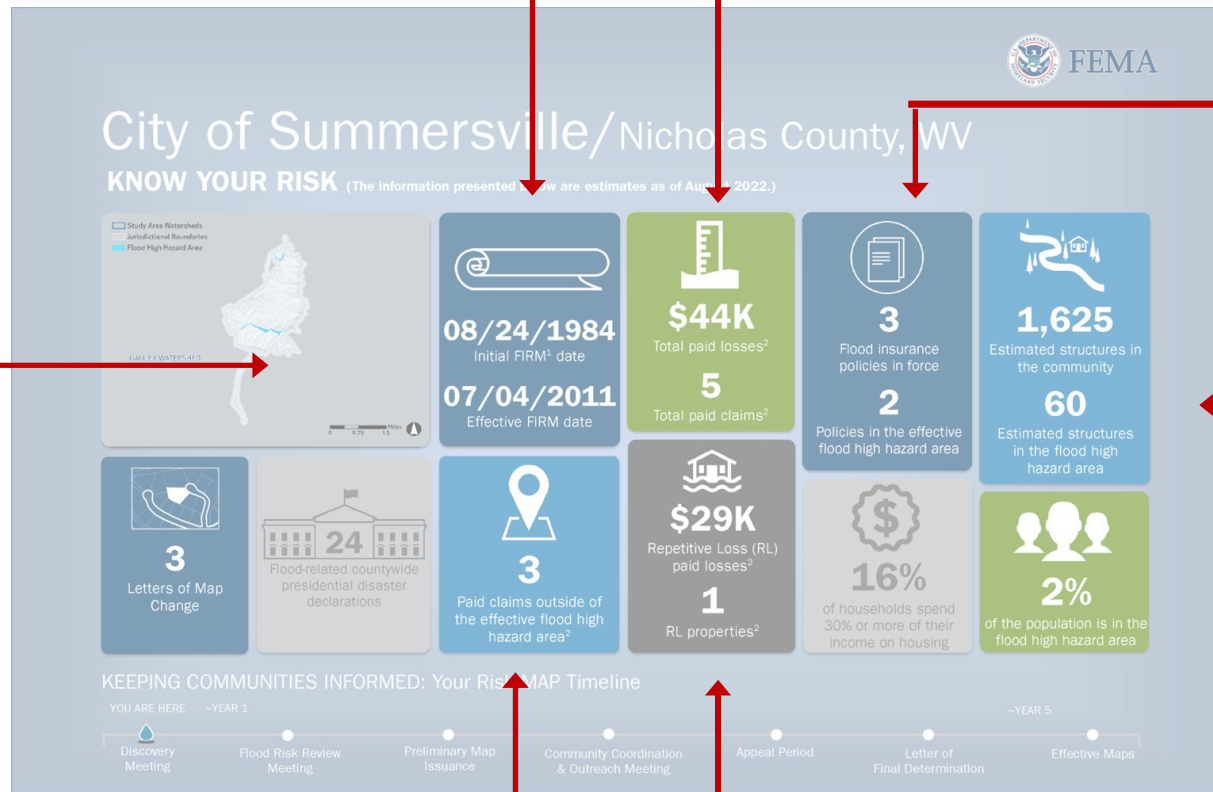 FEMA
City of Summersville/Nicholas County, WV
KNOW YOUR RISK (The information presented below are estimates as of August 2022.)
Study Area Watersheds
Jurisdictional Boundaries
Flood High Hazard Area
GAULEY WATERSHED
Miles
0 0.75 1.5
08/24/1984
Initial FIRM¹ date
07/04/2011
Effective FIRM date
$44K
Total paid losses²
5
Total paid claims²
3
Flood insurance
policies in force
2
Policies in the effective
flood high hazard area
1,625
Estimated structures in
the community
60
Estimated structures
in the flood high
hazard area
3
Letters of Map
Change
24
Flood-related countywide
presidential disaster
declarations
3
Paid claims outside of
the effective flood high
hazard area²
$29K
Repetitive Loss (RL)
paid losses²
1
RL properties²
$
16%
of households spend
30% or more of their
income on housing
2%
of the population is in the
flood high hazard area
KEEPING COMMUNITIES INFORMED: Your Risk MAP Timeline
YOU ARE HERE ~YEAR 1 ~YEAR 5
Discovery
Meeting
Flood Risk Review
Meeting
Preliminary Map
Issuance
Community Coordination
& Outreach Meeting
Appeal Period
Letter of
Final Determination
Effective Maps